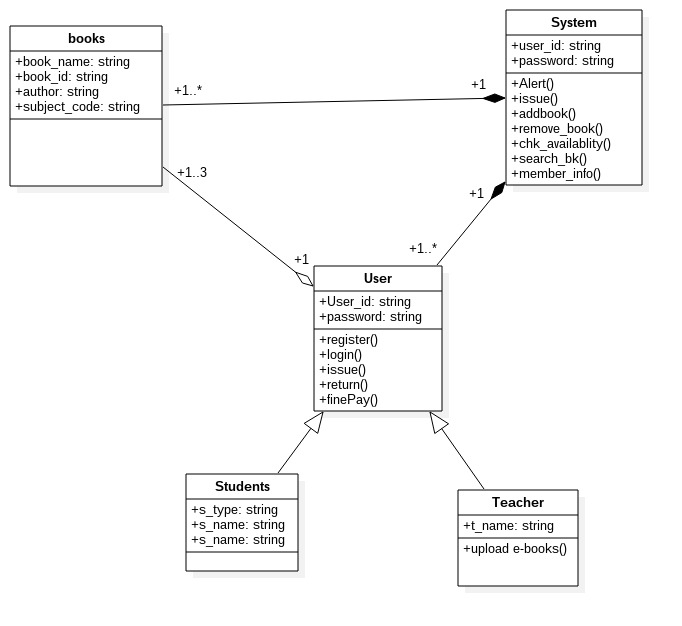 books
+book_name: string
+book_id: string
+author: string
+subject_code: string
System
+user_id: string
+password: string
+Alert()
+issue()
+addbook()
+remove_book()
+chk_availablity()
+search_bk()
+member_info()
+1..*
+1
+1..3
+1
+1
+1..*
User
+User_id: string
+password: string
+register()
+login()
+issue()
+return()
+finePay()
Students
+s_type: string
+s_name: string
+s_name: string
Teacher
+t_name: string
+upload e-books()